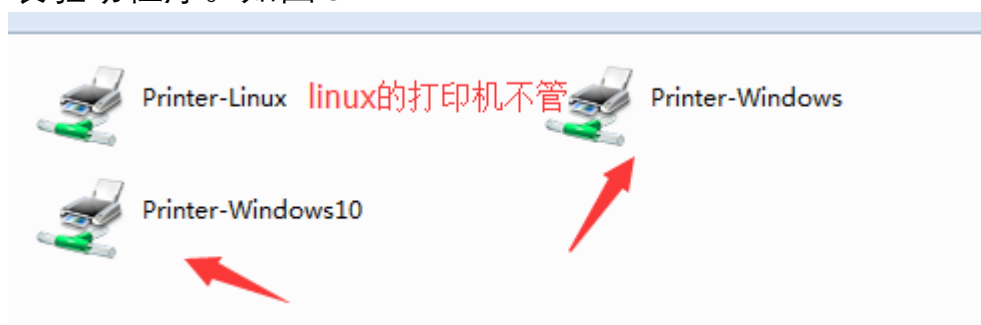 Printer-Linux linux的打印机不管 Printer-Windows
Printer-Windows10